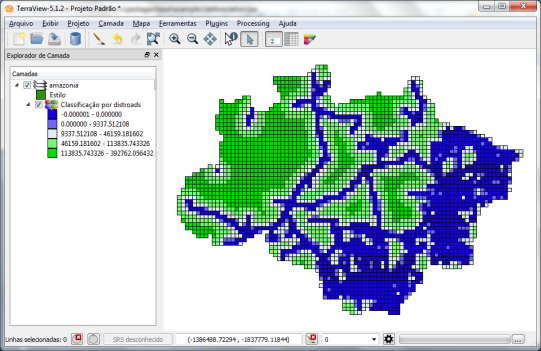 TerraView-5.1.2 - Projeto Padrão *
Arquivo Exibir Projeto Camada Mapa Ferramentas Plugins Processing Ajuda
Explorador de Camada
Camadas
amazonia
Estilo
Classificação por distroads
-0.000001 - 0.000000
0.000000 - 9337.512108
9337.512108 - 46159.181602
46159.181602 - 113835.743326
113835.743326 - 392762.056432
Linhas selecionadas: 0 SRS desconhecido (-1386488.72294 , -1837779.11844) 0 ...